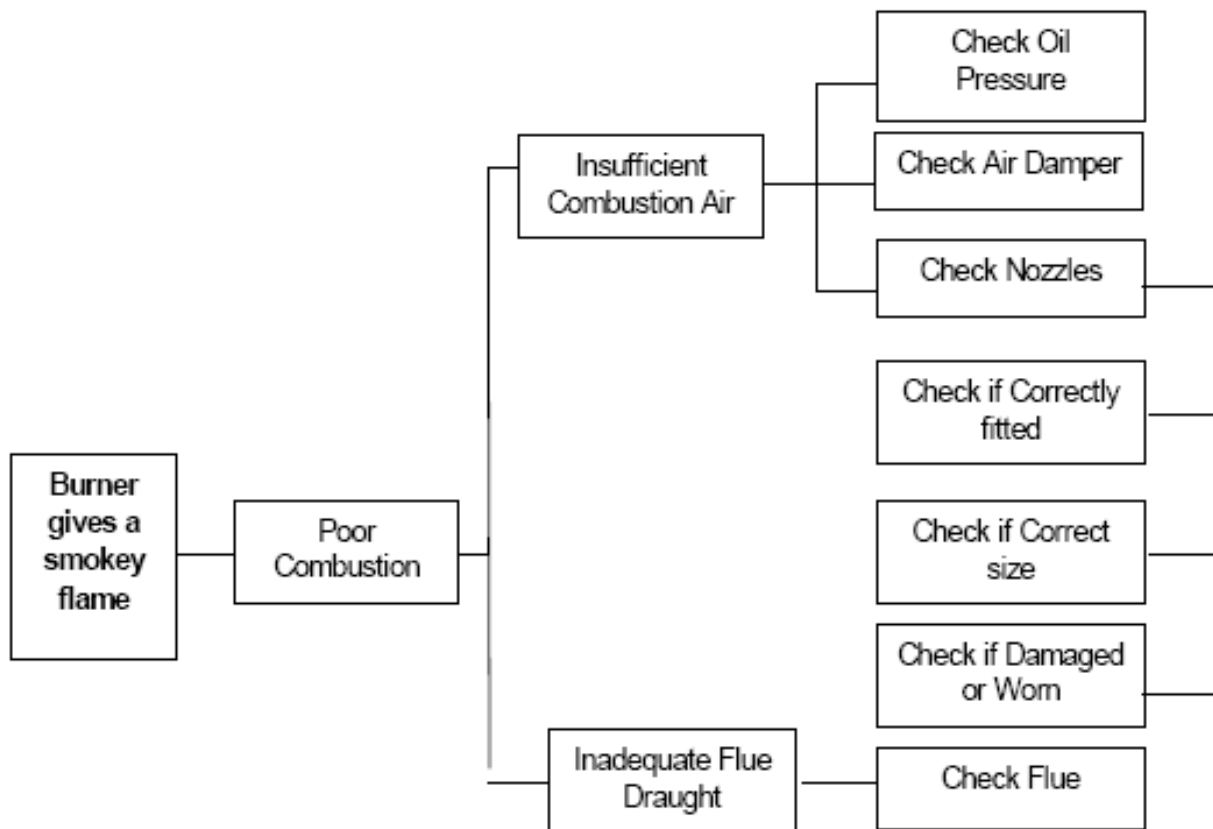 Burner
gives a
smokey
flame
Poor
Combustion
Insufficient
Combustion Air
Inadequate Flue
Draught
Check Oil
Pressure
Check Air Damper
Check Nozzles
Check if Correctly
fitted
Check if Correct
size
Check if Damaged
or Worn
Check Flue